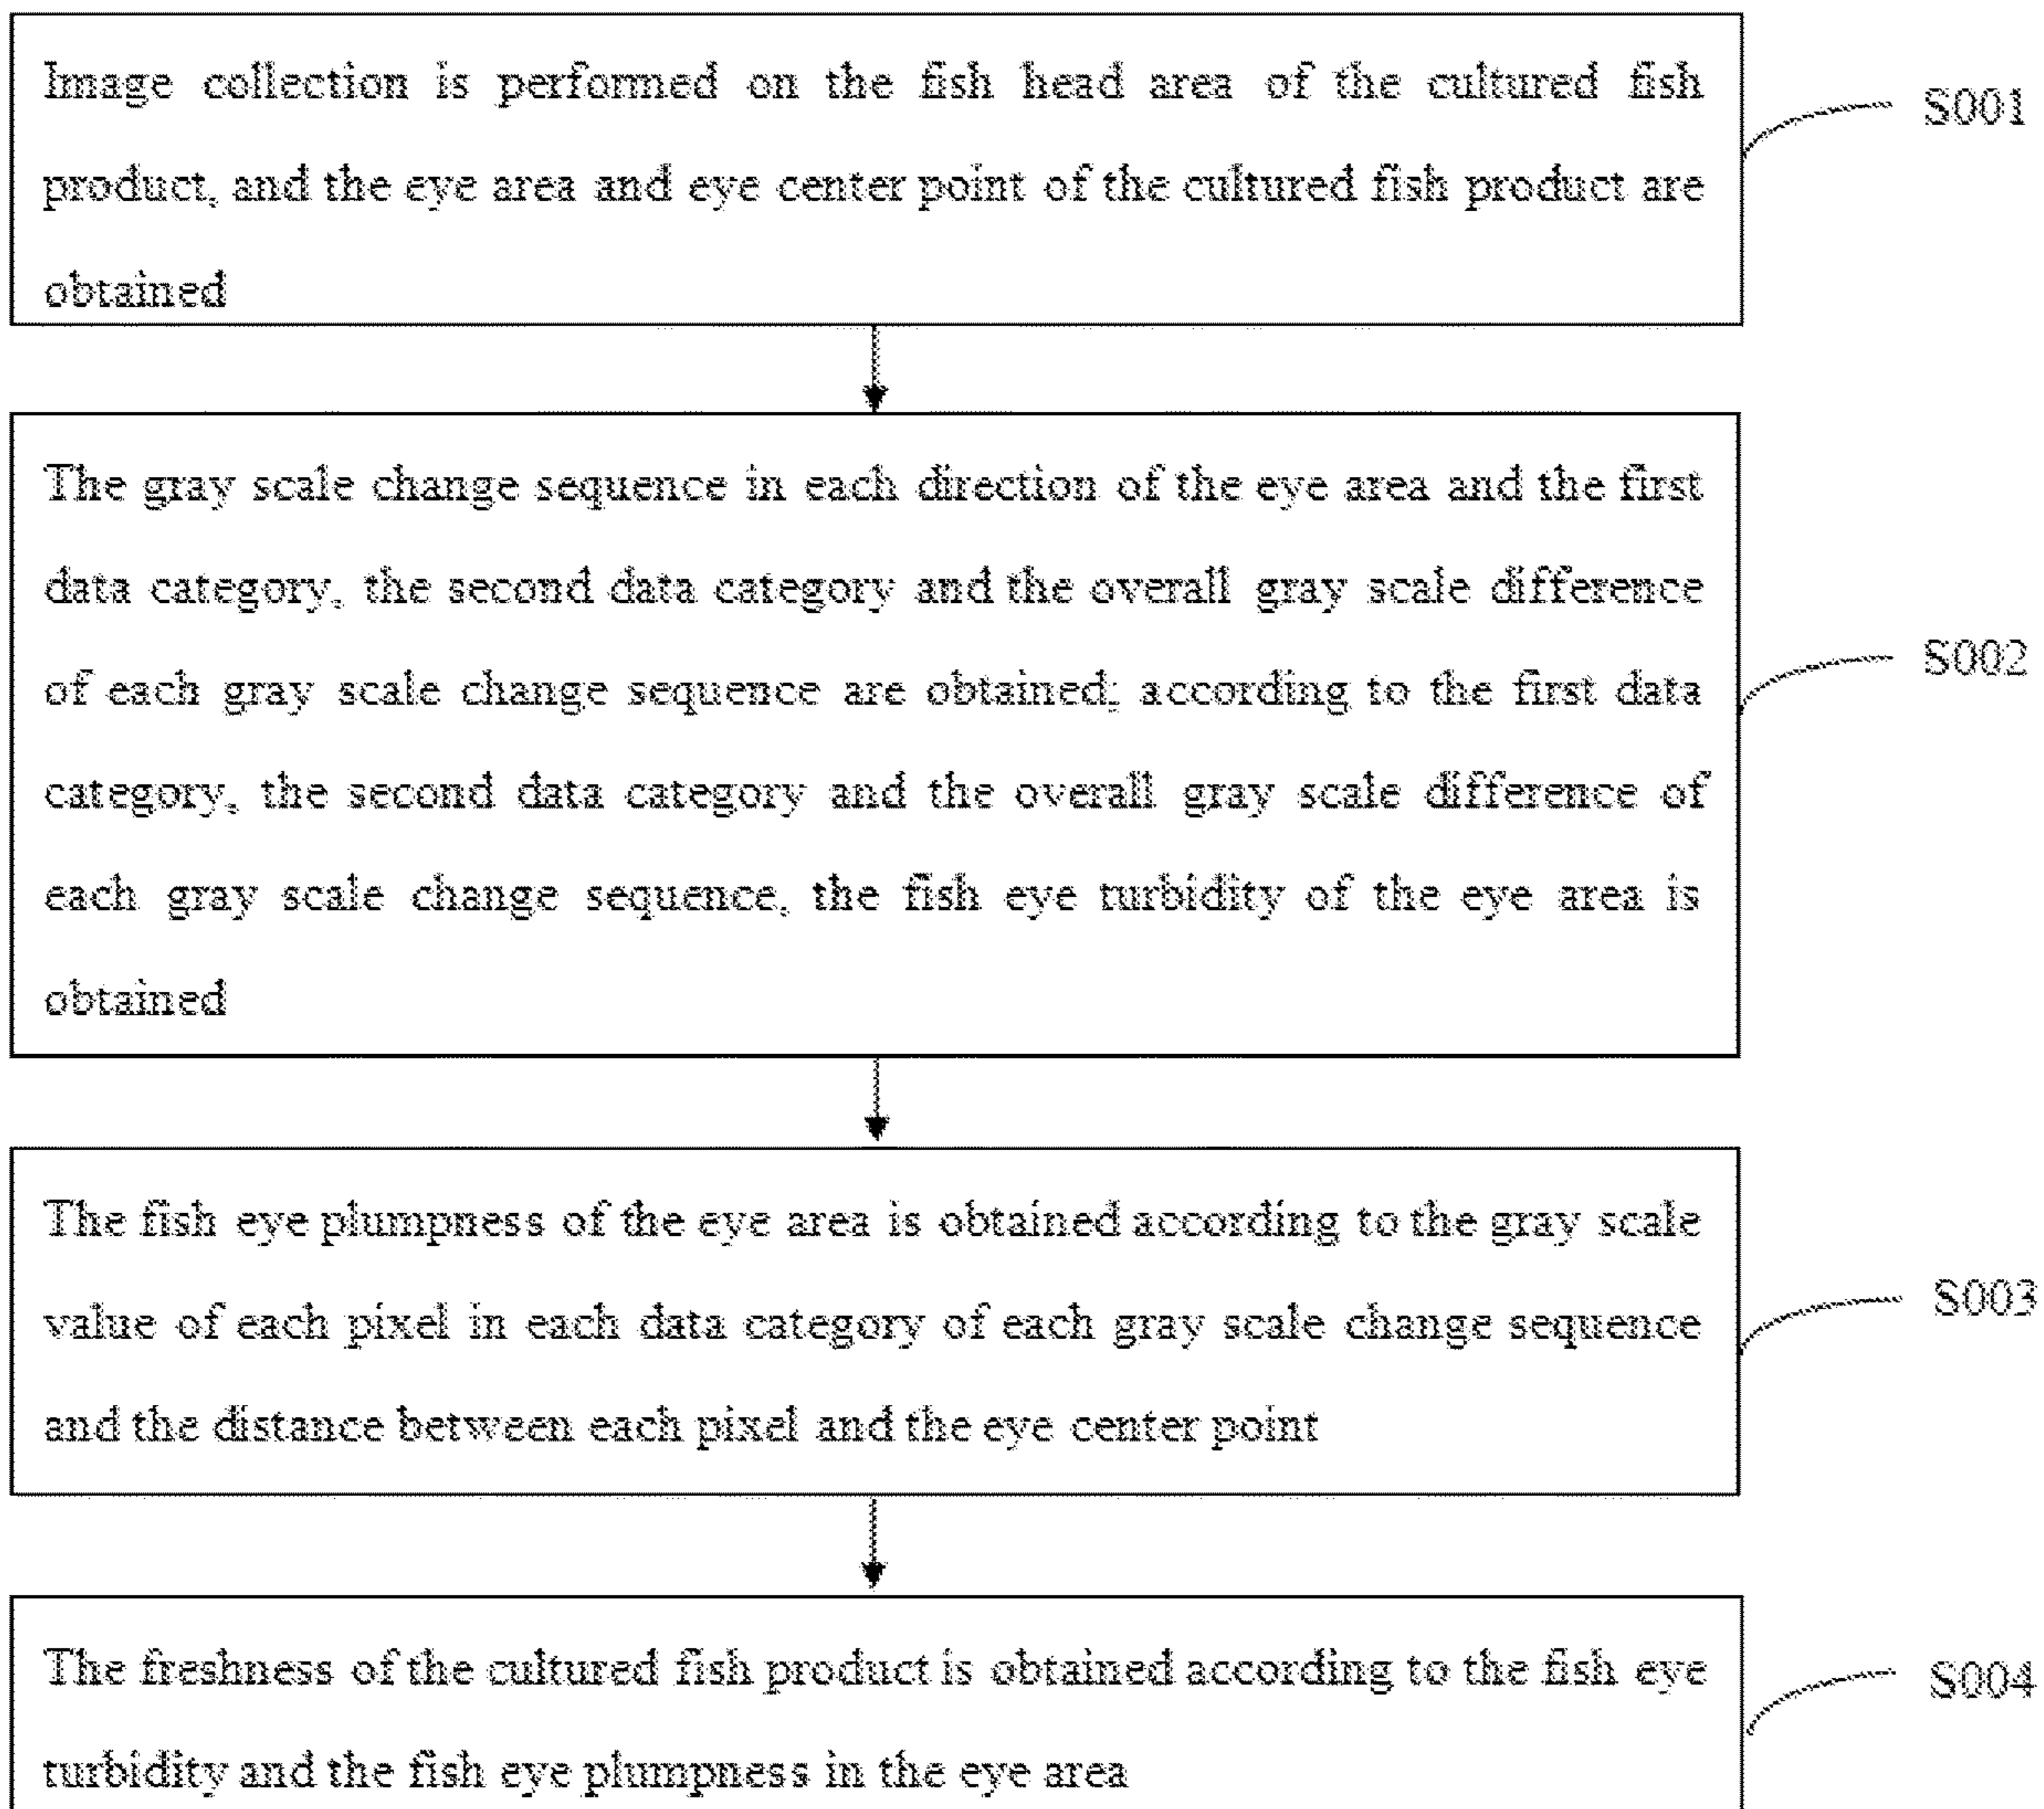 Image collection is performed on the fish head area of the cultured fish
product, and the eye area and eye center point of the cultured fish product are
obtained
S001
The gray scale change sequence in each direction of the eye area and the first
data category, the second data category and the overall gray scale difference
of each gray scale change sequence are obtained; according to the first data
category, the second data category and the overall gray scale difference of
each gray scale change sequence, the fish eye turbidity of the eye area is
obtained
S002
The fish eye plumpness of the eye area is obtained according to the gray scale
value of each pixel in each data category of each gray scale change sequence
and the distance between each pixel and the eye center point
S003
The freshness of the cultured fish product is obtained according to the fish eye
turbidity and the fish eye plumpness in the eye area
S004